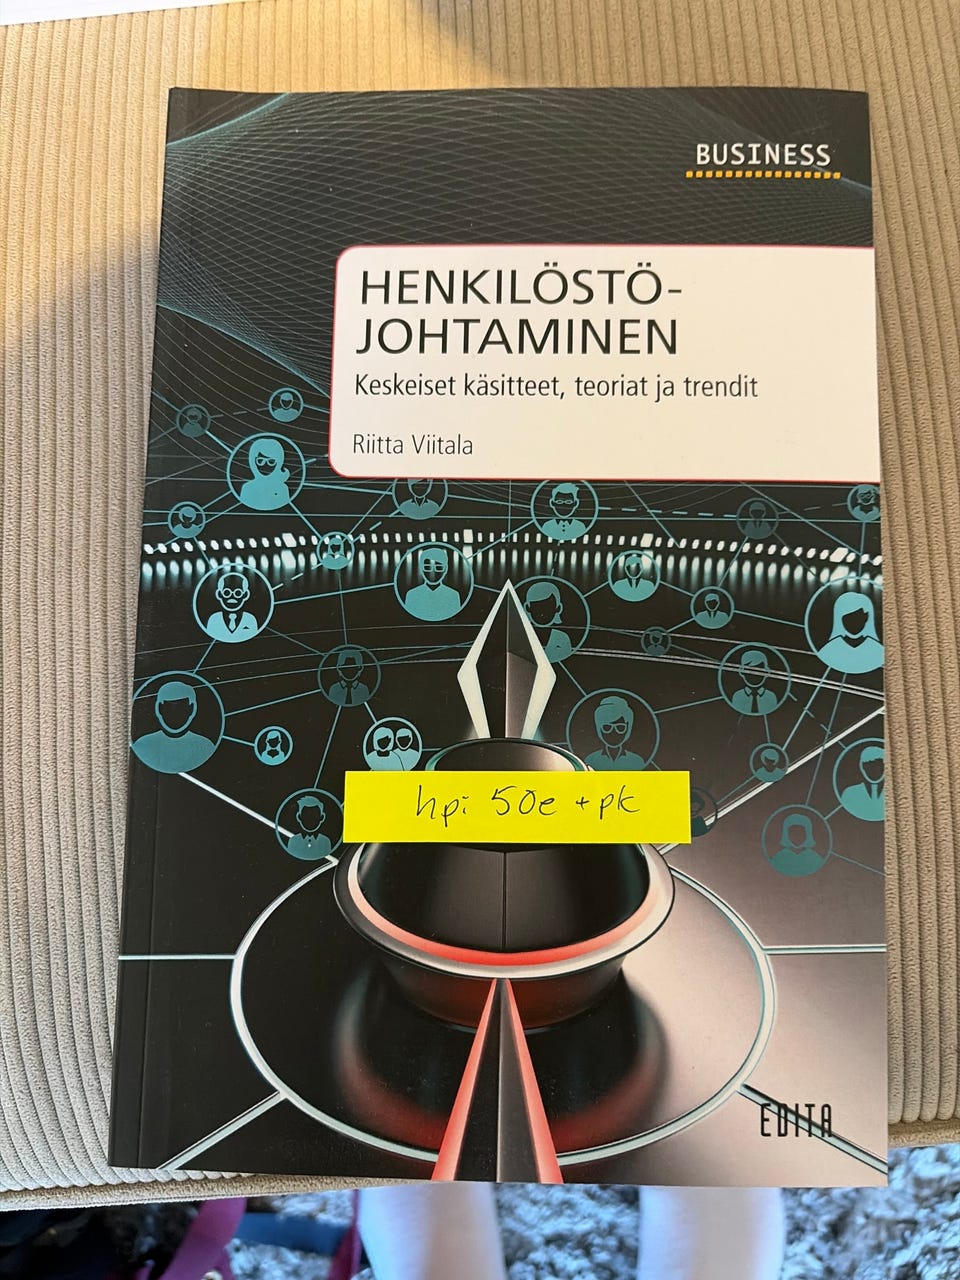 BUSINESS
HENKILÖSTÖ-
JOHTAMINEN
Keskeiset käsitteet, teoriat ja trendit
Riitta Viitala
hp: 50e + pk
EDITA